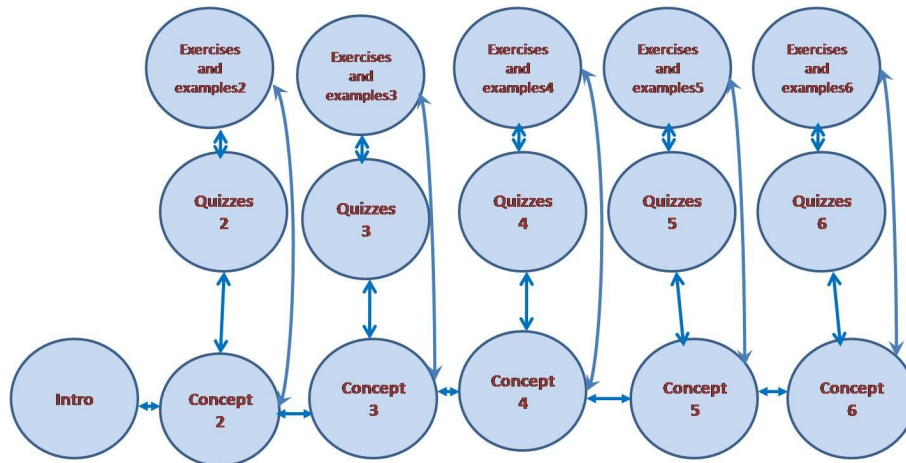 Exercises
and
examples2
Exercises
and
examples3
Exercises
and
examples4
Exercises
and
examples5
Exercises
and
examples6
Quizzes
2
Quizzes
3
Quizzes
4
Quizzes
5
Quizzes
6
Intro
Concept
2
Concept
3
Concept
4
Concept
5
Concept
6